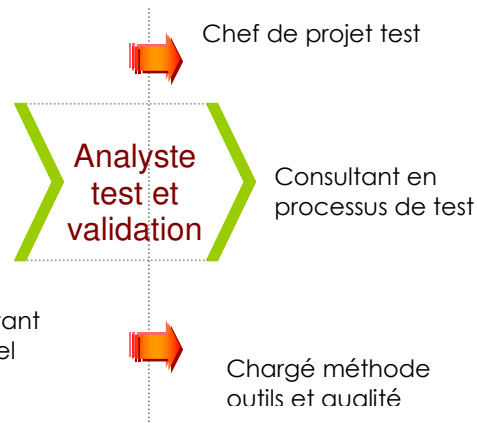 Chef de projet test
Analyste
test et
validation
Consultant en
processus de test
Chargé méthode
outils et qualité